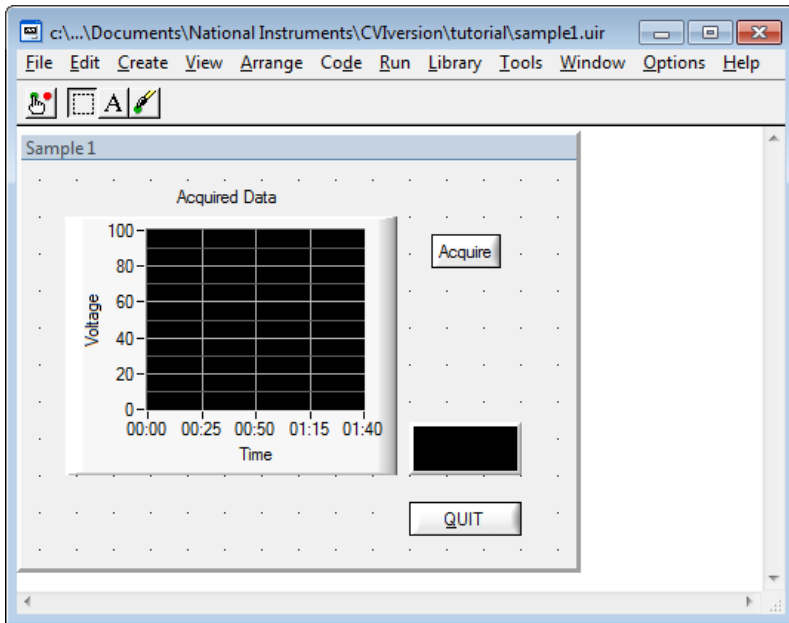 c:\...\Documents\National Instruments\CVIversion\tutorial\sample1.uir
File Edit Create View Arrange Code Run Library Tools Window Options Help
A
Sample 1
Acquired Data
100
80
60
40
20
0
Voltage
00:00 00:25 00:50 01:15 01:40
Time
Acquire
QUIT